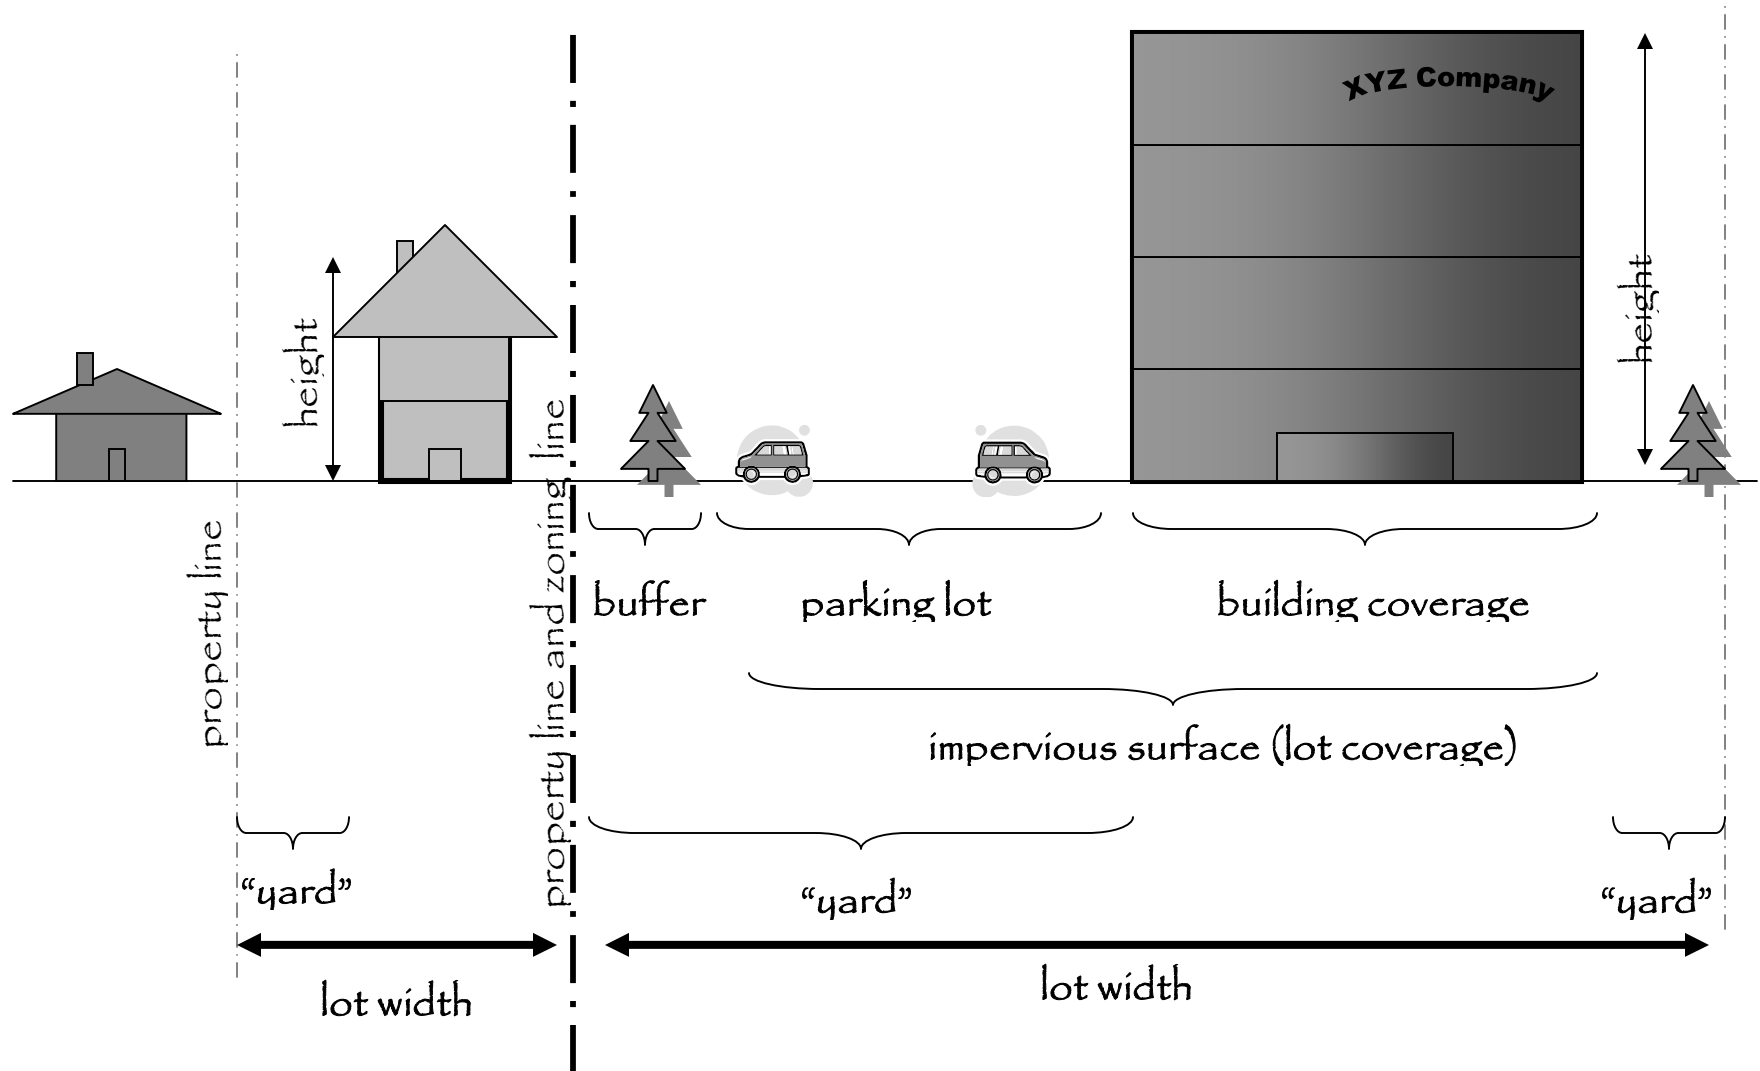 XYZ Company
height
height
property line
property line and zoning line
buffer
parking lot
building coverage
impervious surface (lot coverage)
“yard”
“yard”
“yard”
lot width
lot width